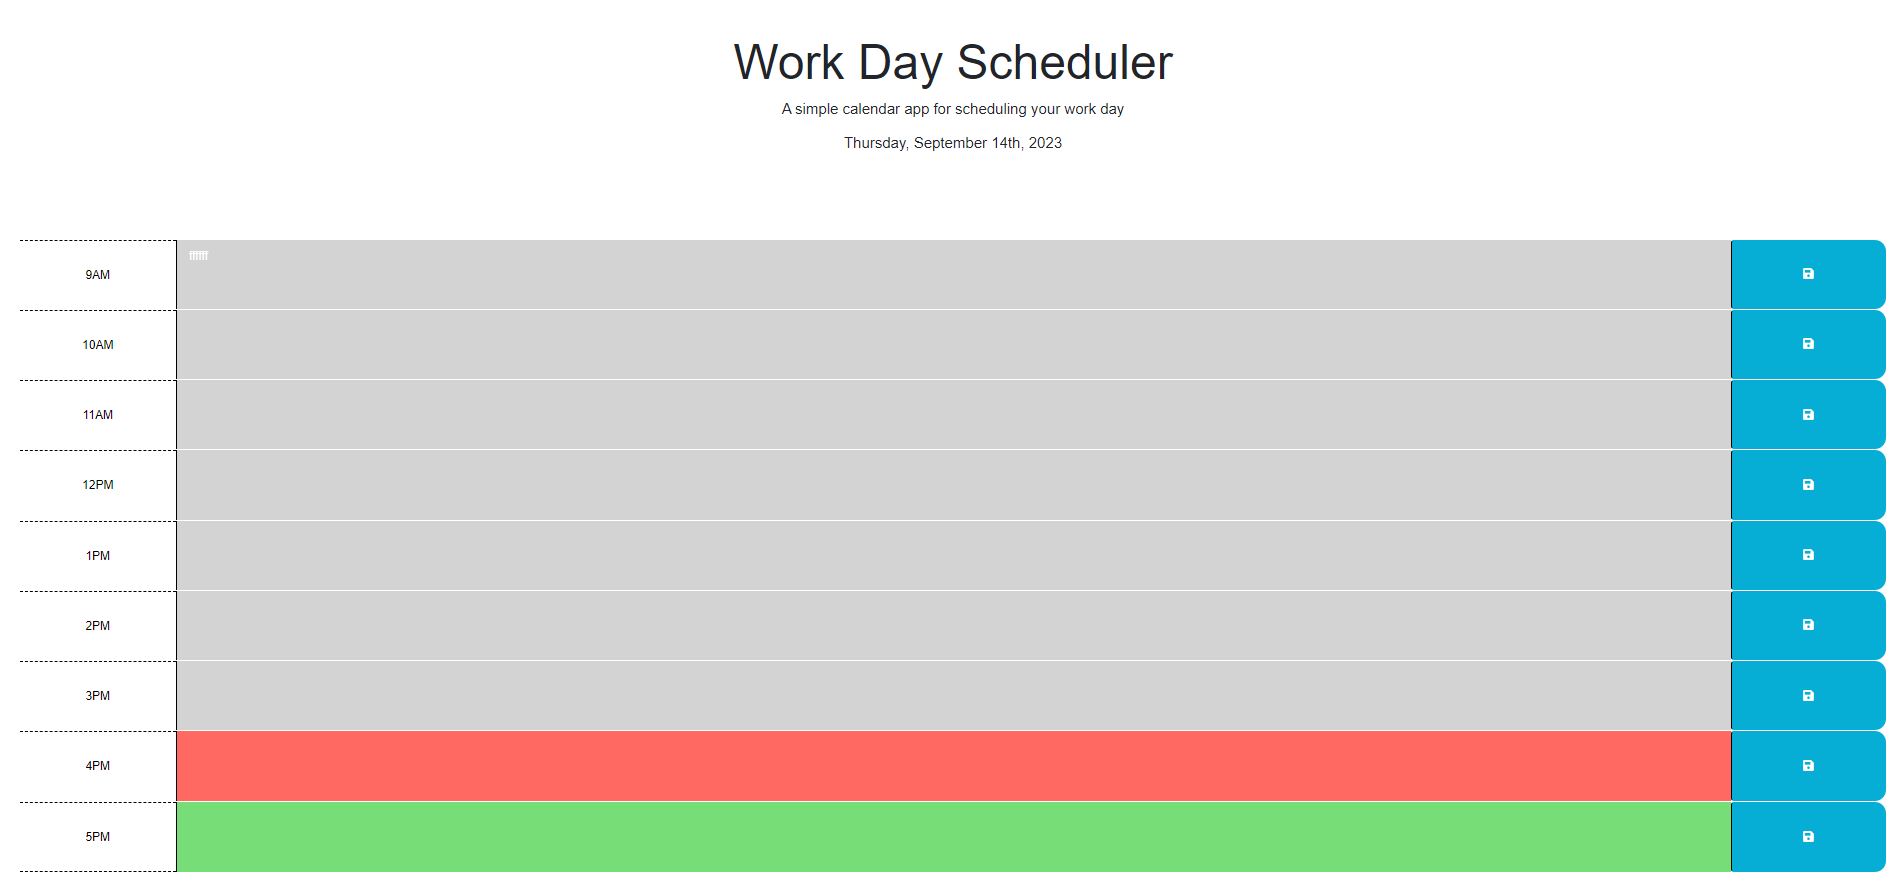 Work Day Scheduler
A simple calendar app for scheduling your work day
Thursday, September 14th, 2023
9AM
ffffff
10AM
11AM
12PM
1PM
2PM
3PM
4PM
5PM